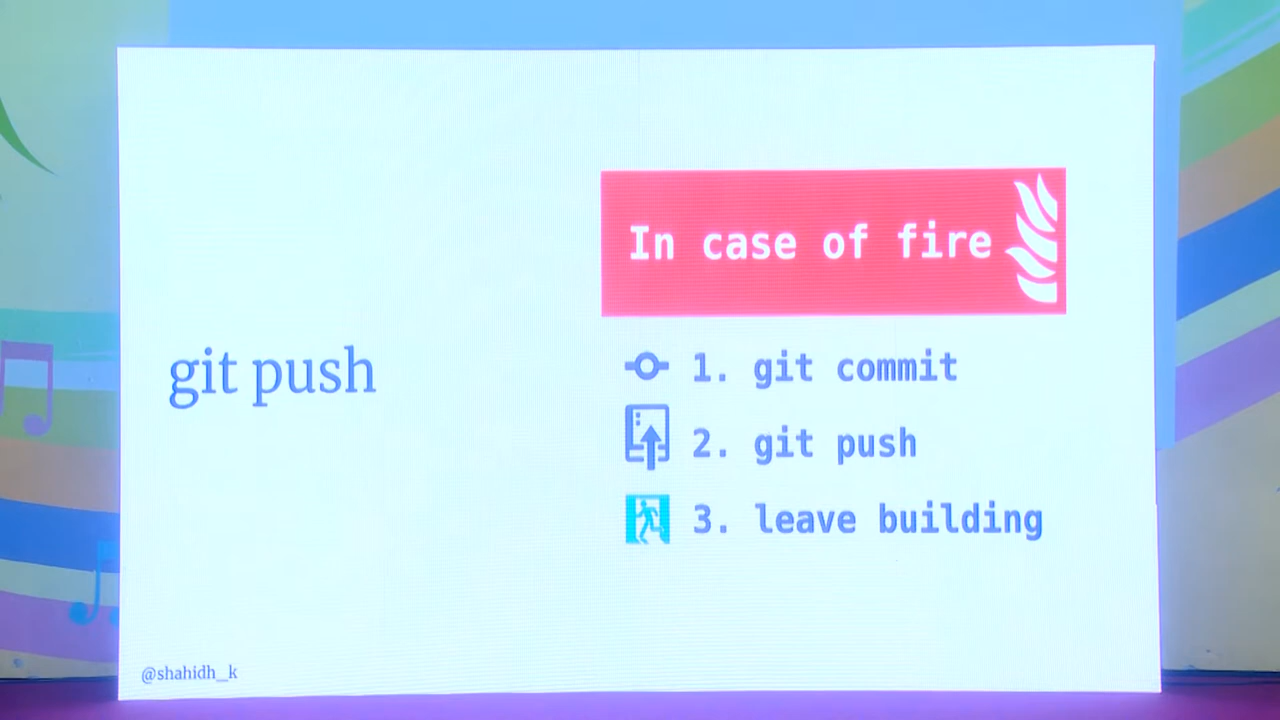 git push
In case of fire
1. git commit
2. git push
3. leave building
@shahidh_k